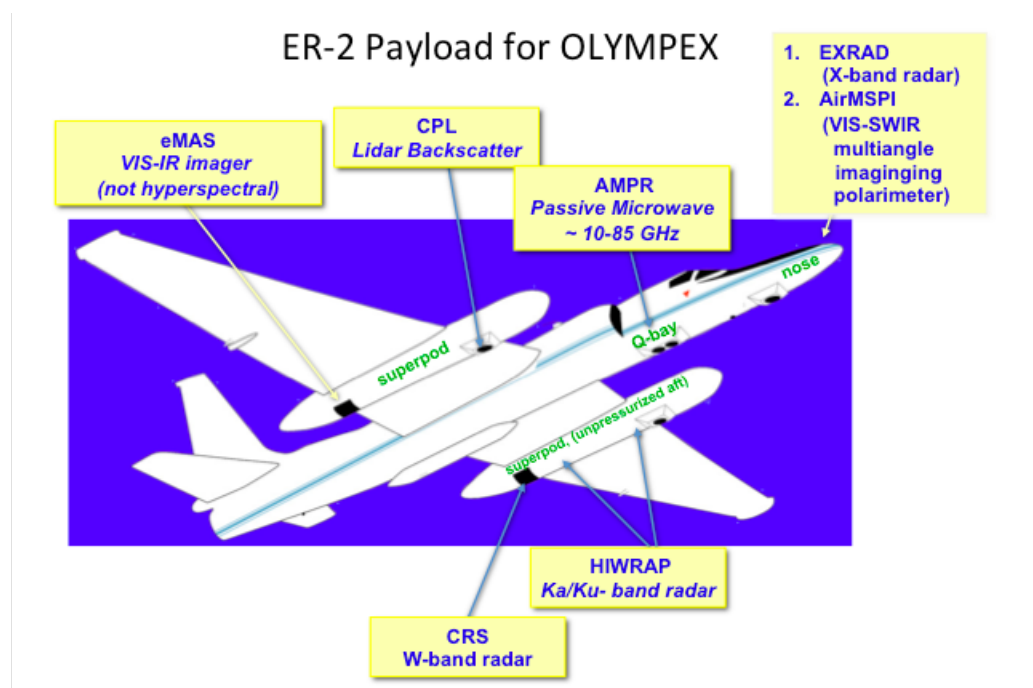 ER-2 Payload for OLYMPEX
1. EXRAD
(X-band radar)
2. AirMSPI
(VIS-SWIR
multiangle
imaginging
polarimeter)
CPL
Lidar Backscatter
eMAS
VIS-IR imager
(not hyperspectral)
AMPR
Passive Microwave
~ 10-85 GHz
nose
Q-bay
superpod
superpod, (unpressurized aft)
HIWRAP
Ka/Ku- band radar
CRS
W-band radar